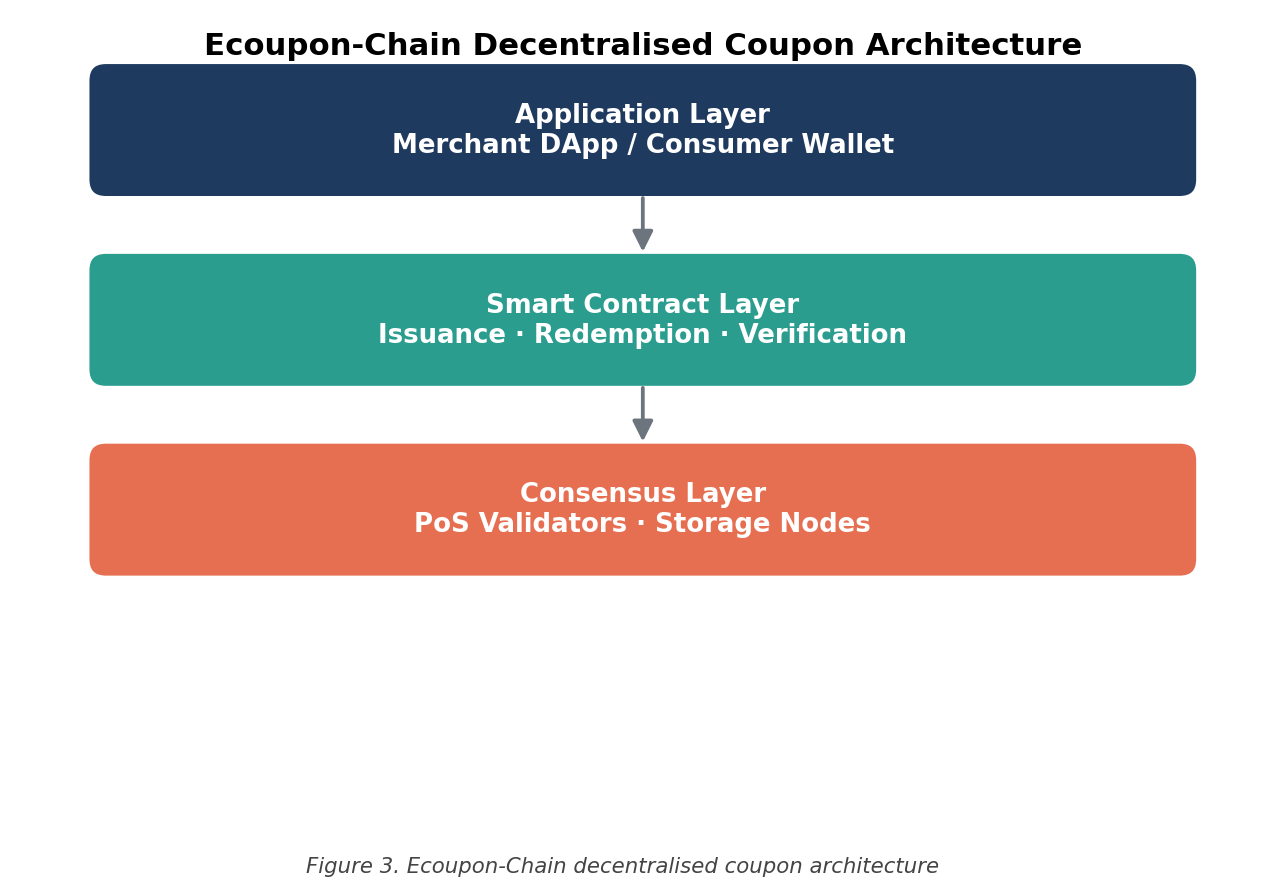 Ecoupon-Chain Decentralised Coupon Architecture
Application Layer
Merchant DApp / Consumer Wallet
Smart Contract Layer
Issuance · Redemption · Verification
Consensus Layer
PoS Validators · Storage Nodes
Figure 3. Ecoupon-Chain decentralised coupon architecture